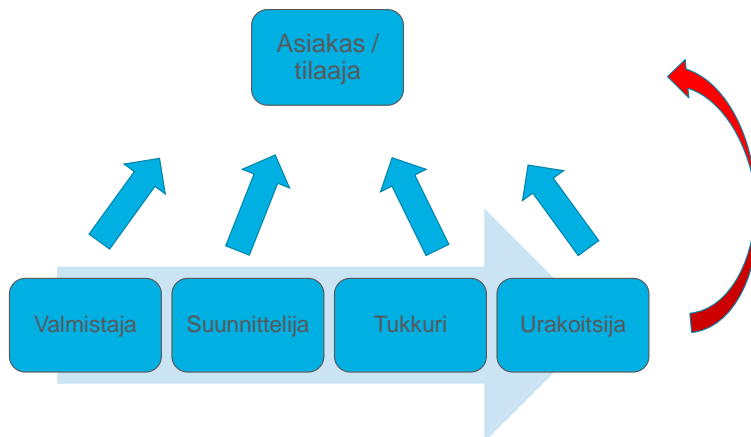 Asiakas /
tilaaja
Valmistaja
Suunnittelija
Tukkuri
Urakoitsija